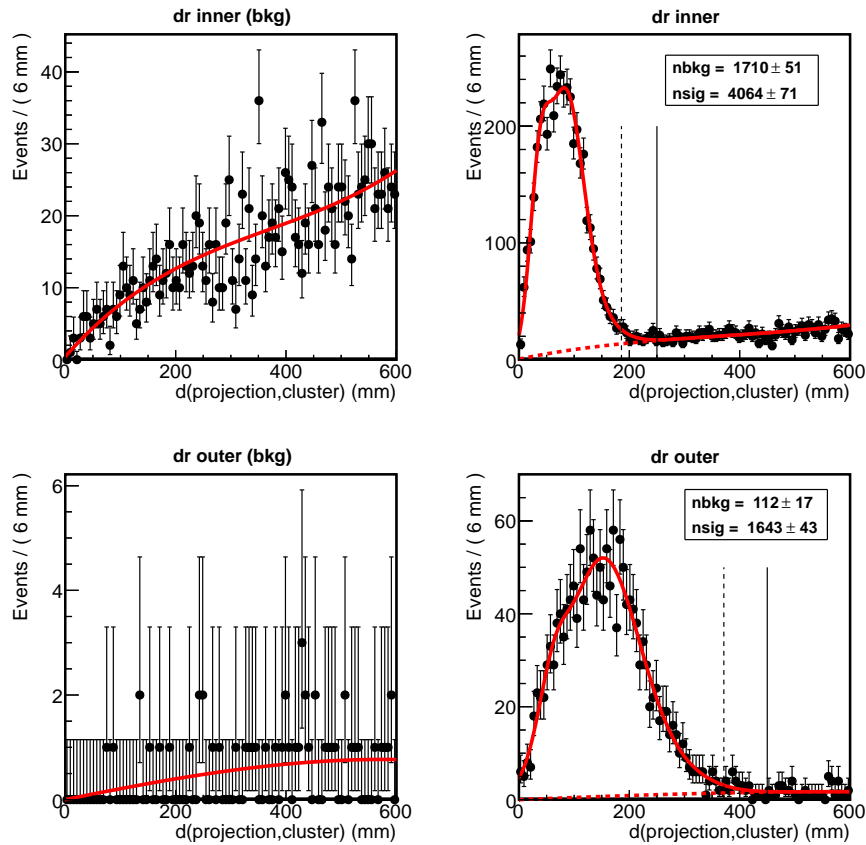 dr inner (bkg)
Events / ( 6 mm )
40
30
20
10
0
0 200 400 600
d(projection,cluster) (mm)
dr inner
Events / ( 6 mm )
nbkg = 1710 ± 51
nsig = 4064 ± 71
200
100
0
0 200 400 600
d(projection,cluster) (mm)
dr outer (bkg)
Events / ( 6 mm )
6
4
2
0
0 200 400 600
d(projection,cluster) (mm)
dr outer
Events / ( 6 mm )
nbkg = 112 ± 17
nsig = 1643 ± 43
60
40
20
0
0 200 400 600
d(projection,cluster) (mm)